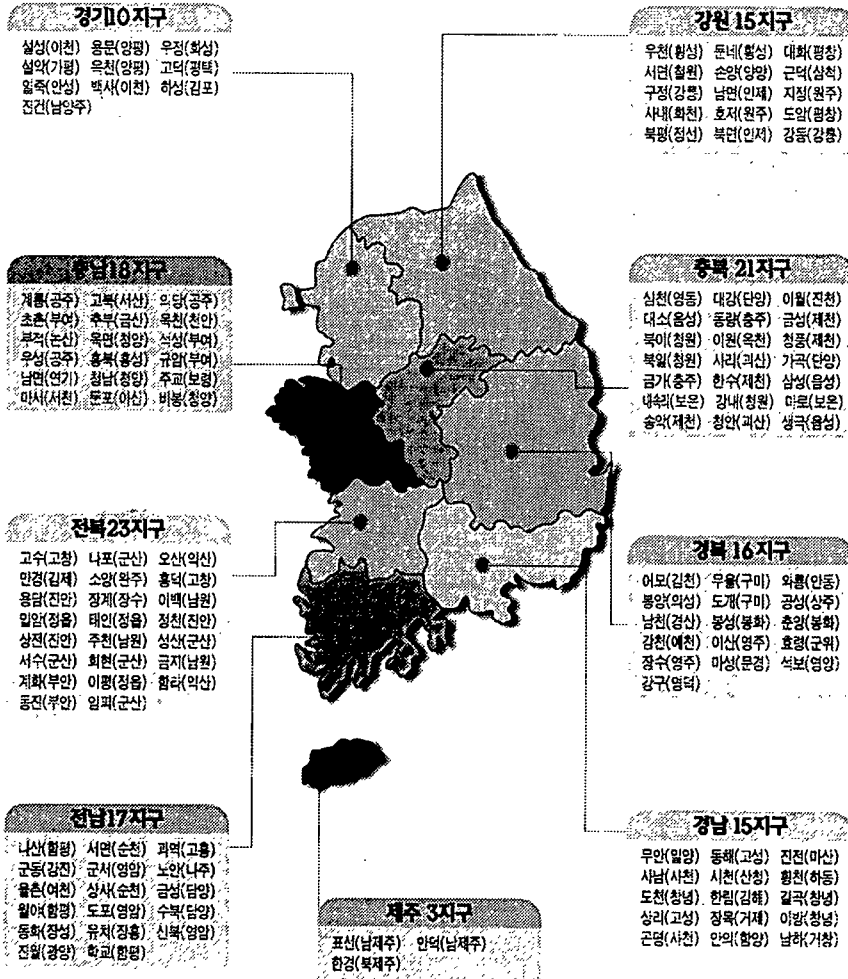 경기10지구
설성(이천) 용문(양평) 우정(화성)
설악(가평) 옥천(양평) 고덕(평택)
일죽(안성) 백사(이천) 하성(김포)
진건(남양주)
강원 15지구
우천(횡성) 둔내(횡성) 대화(평창)
서면(철원) 손양(양양) 근덕(삼척)
구정(강릉) 남면(인제) 지정(원주)
사내(화천) 호저(원주) 도암(평창)
북평(정선) 북면(인제) 강동(강릉)
충남18지구
계룡(공주) 고북(서산) 의당(공주)
초촌(부여) 추부(금산) 목천(천안)
부적(논산) 목면(청양) 석성(부여)
우성(공주) 홍북(홍성) 규암(부여)
남면(연기) 청남(청양) 주교(보령)
마서(서천) 둔포(아산) 비봉(청양)
충북 21지구
심천(영동) 대강(단양) 이월(진천)
대소(음성) 동량(충주) 금성(제천)
북이(청원) 이원(옥천) 청풍(제천)
북일(청원) 사리(괴산) 가곡(단양)
금가(충주) 한수(제천) 삼성(음성)
내속리(보은) 강내(청원) 마로(보은)
송악(제천) 청안(괴산) 생극(음성)
전북23지구
고수(고창) 나포(군산) 오산(익산)
만경(김제) 소양(완주) 흥덕(고창)
용담(진안) 장계(장수) 이백(남원)
입암(정읍) 태인(정읍) 정천(진안)
상전(진안) 주천(남원) 성산(군산)
서수(군산) 회현(군산) 금지(남원)
계화(부안) 이평(정읍) 함라(익산)
동진(부안) 임피(군산)
경북 16지구
어모(김천) 무을(구미) 와룡(안동)
봉양(의성) 도개(구미) 공성(상주)
남천(경산) 봉성(봉화) 춘양(봉화)
감천(예천) 이산(영주) 효령(군위)
장수(영주) 마성(문경) 석보(영양)
강구(영덕)
전남17지구
나산(함평) 서면(순천) 과역(고흥)
군동(강진) 군서(영암) 노안(나주)
율촌(여천) 상사(순천) 금성(담양)
월야(함평) 도포(영암) 수북(담양)
동화(장성) 유치(장흥) 신북(영암)
진월(광양) 학교(함평)
제주 3지구
표선(남제주) 안덕(남제주)
한경(북제주)
경남 15지구
무안(밀양) 동해(고성) 진전(마산)
사남(사천) 시천(산청) 횡천(하동)
도천(창녕) 한림(김해) 길곡(창녕)
상리(고성) 장목(거제) 이방(창녕)
곤명(사천) 안의(함양) 남하(거창)